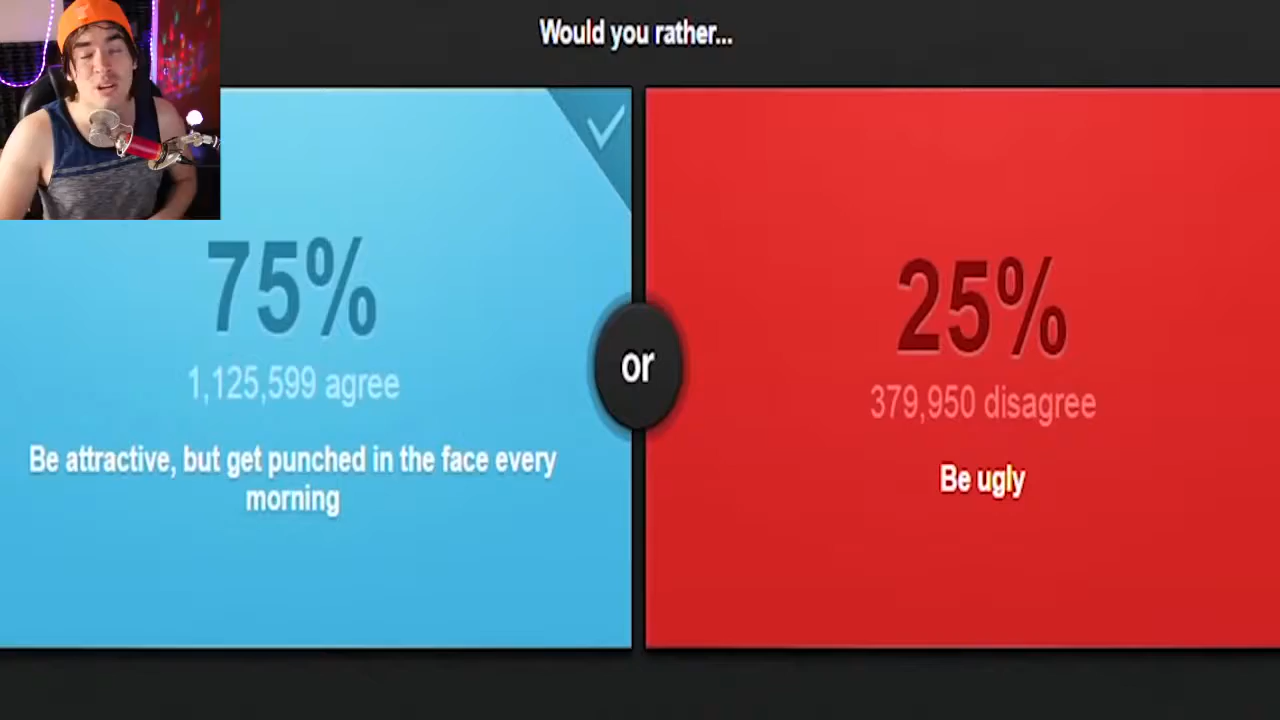 Would you rather...
75%
1,125,599 agree
Be attractive, but get punched in the face every
morning
or
25%
379,950 disagree
Be ugly